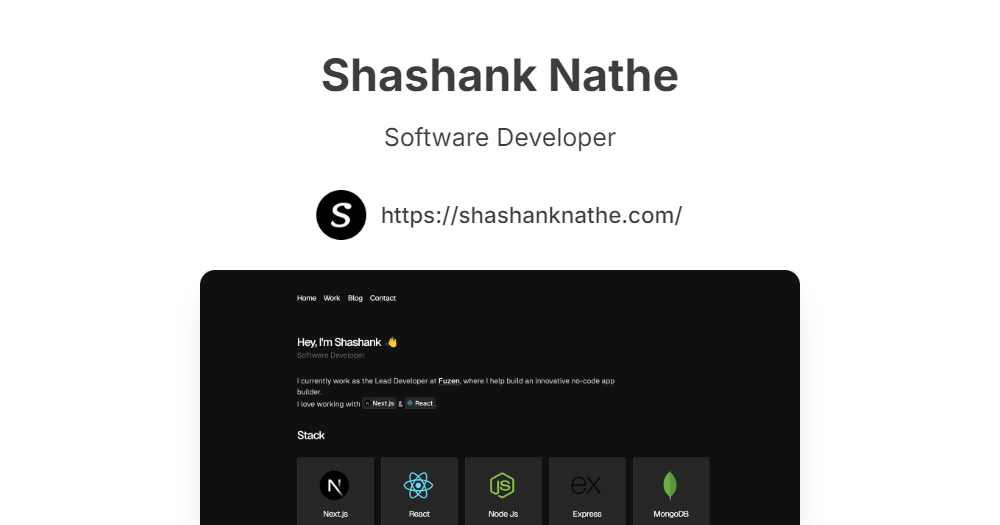 Shashank Nathe
Software Developer
S https://shashanknathe.com/
Home Work Blog Contact
Hey, I'm Shashank 👋
Software Developer
I currently work as the Lead Developer at Fuzen, where I help build an innovative no-code app
builder.
I love working with N Next.js & React.
Stack
N JS ex
Next.js React Node Js Express MongoDB